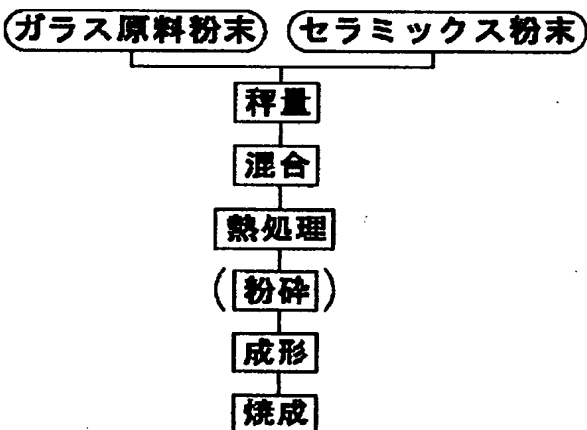 ガラス原料粉末 セラミックス粉末
秤量
混合
熱処理
(粉砕)
成形
焼成